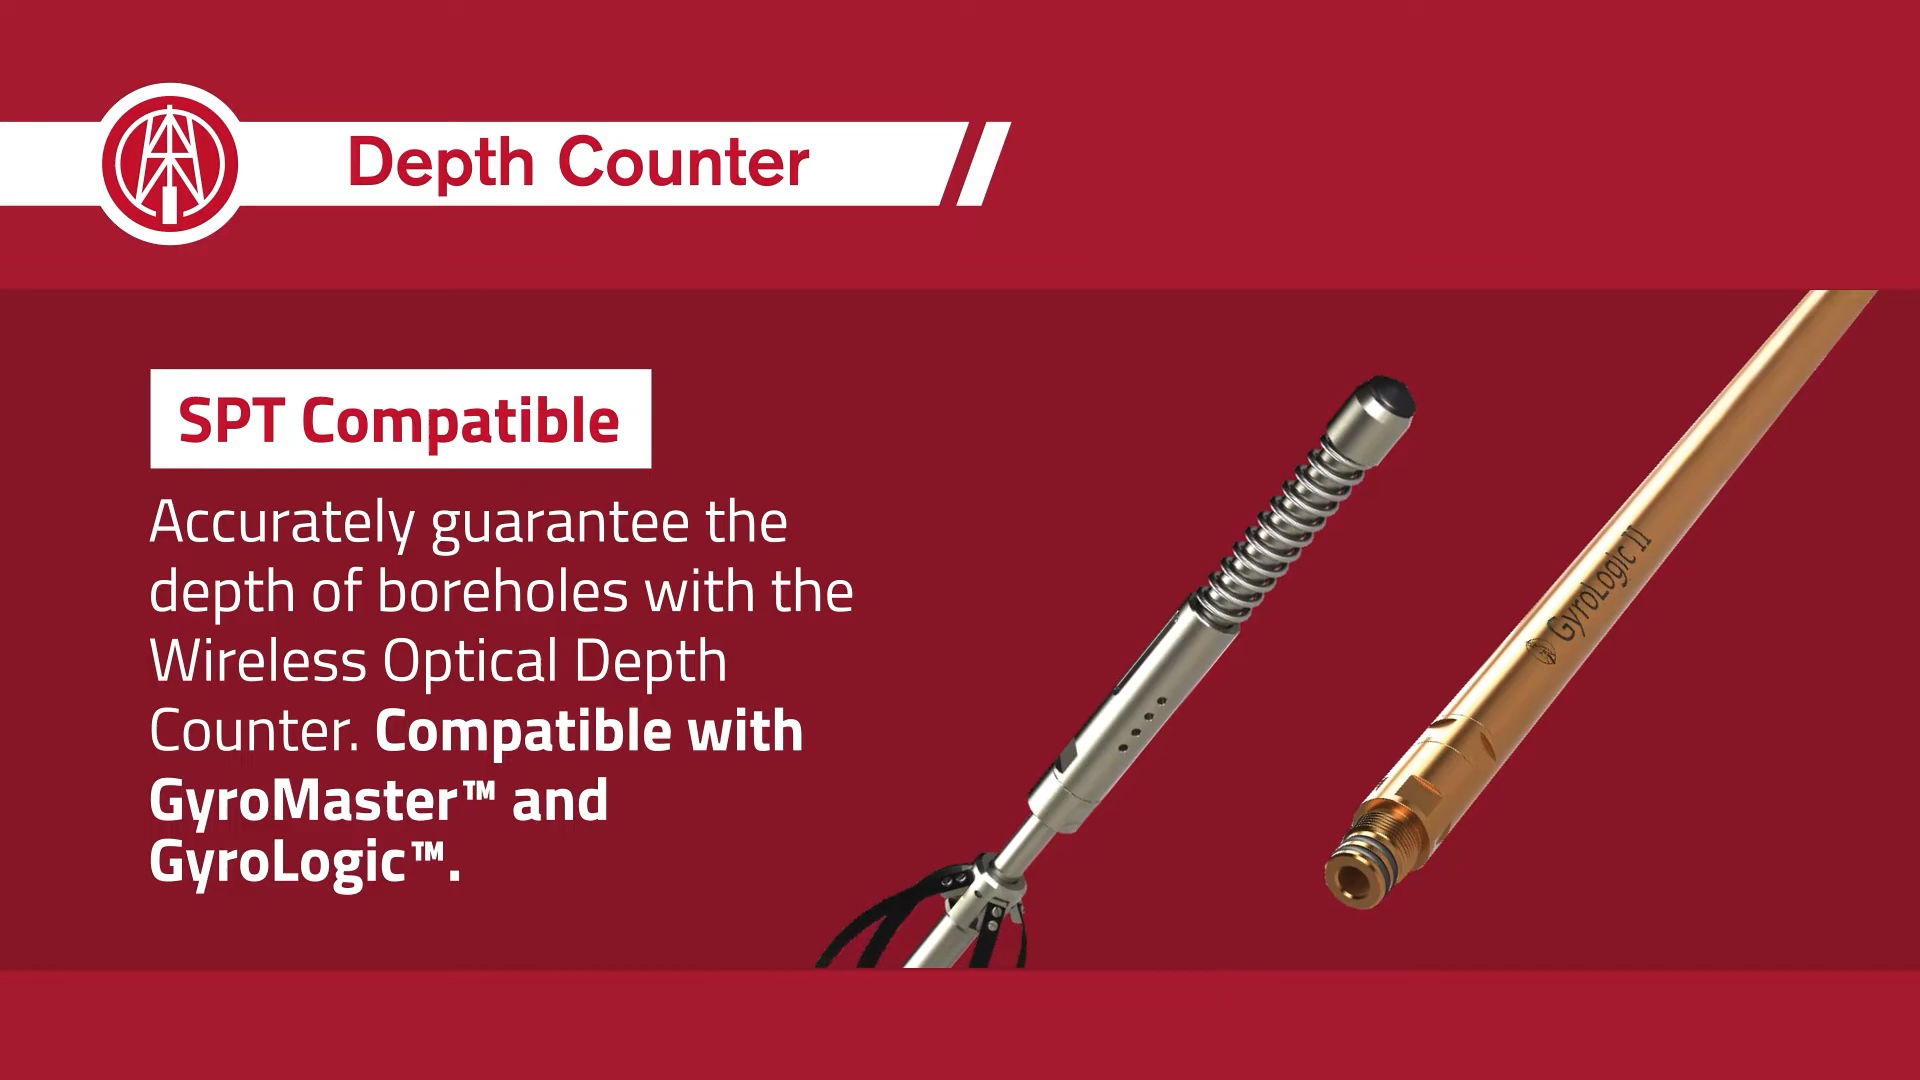 Depth Counter
SPT Compatible
Accurately guarantee the
depth of boreholes with the
Wireless Optical Depth
Counter. Compatible with
GyroMaster™ and
GyroLogic™.
GyroLogic II